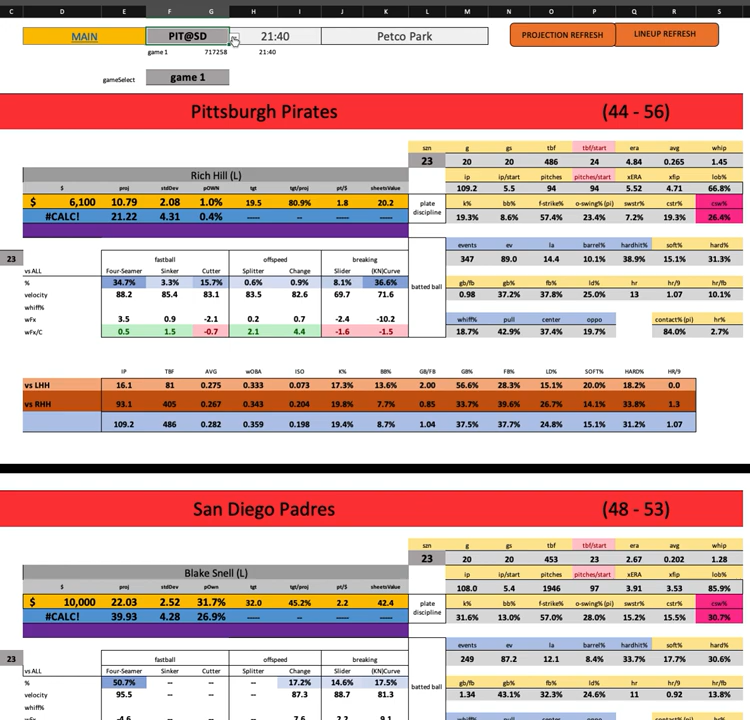 C D E F G H I J K L M N O P Q R S
MAIN PIT@SD 21:40 Petco Park PROJECTION REFRESH LINEUP REFRESH
game 1 717258 21:40
gameSelect game 1
Pittsburgh Pirates (44 - 56)
szn g gs tbf tbf/start era avg whip
23 20 20 486 24 4.84 0.265 1.45
Rich Hill (L) ip ip/start pitches pitches/start xERA xfip lob%
$ proj stdDev pOWN tgt tgt/proj pt/$ sheetsValue 109.2 5.5 94 94 5.52 4.71 66.8%
$ 6,100 10.79 2.08 1.0% 19.5 80.9% 1.8 20.2 plate discipline k% bb% f-strike% o-swing% (pi) swstr% cstr% csw%
#CALC! 21.22 4.31 0.4% ---- -- ---- ---- 19.3% 8.6% 57.4% 23.4% 7.2% 19.3% 26.4%
23 fastball offspeed breaking batted ball events ev la barrel% hardhit% soft% hard%
347 89.0 14.4 10.1% 38.9% 15.1% 31.3%
vs ALL Four-Seamer Sinker Cutter Splitter Change Slider (KN)Curve
% 34.7% 3.3% 15.7% 0.6% 0.9% 8.1% 36.6% gb/fb gb% fb% ld% hr hr/9 hr/fb
velocity 88.2 85.4 83.1 83.5 82.6 69.7 71.6 0.98 37.2% 37.8% 25.0% 13 1.07 10.1%
whiff%
wFx 3.5 0.9 -2.1 0.2 0.7 -2.4 -10.2 whiff% pull center oppo contact% (pi) hr%
wFx/C 0.5 1.5 -0.7 2.1 4.4 -1.6 -1.5 18.7% 42.9% 37.4% 19.7% 84.0% 2.7%
IP TBF AVG wOBA ISO K% BB% GB/FB GB% FB% LD% SOFT% HARD% HR/9
vs LHH 16.1 81 0.275 0.333 0.073 17.3% 13.6% 2.00 56.6% 28.3% 15.1% 20.0% 18.2% 0.0
vs RHH 93.1 405 0.267 0.343 0.204 19.8% 7.7% 0.85 33.7% 39.6% 26.7% 14.1% 33.8% 1.3
109.2 486 0.282 0.359 0.198 19.4% 8.7% 1.04 37.5% 37.7% 24.8% 15.1% 31.2% 1.07
San Diego Padres (48 - 53)
szn g gs tbf tbf/start era avg whip
23 20 20 453 23 2.67 0.202 1.28
Blake Snell (L) ip ip/start pitches pitches/start xERA xfip lob%
$ proj stdDev pOwn tgt tgt/proj pt/$ sheetsValue 108.0 5.4 1946 97 3.91 3.53 85.9%
$ 10,000 22.03 2.52 31.7% 32.0 45.2% 2.2 42.4 plate discipline k% bb% f-strike% o-swing% (pi) swstr% cstr% csw%
#CALC! 39.93 4.28 26.9% ---- -- -- ---- 31.6% 13.0% 57.0% 28.0% 15.2% 15.5% 30.7%
23 fastball offspeed breaking batted ball events ev la barrel% hardhit% soft% hard%
249 87.2 12.1 8.4% 33.7% 17.7% 30.6%
vs ALL Four-Seamer Sinker Cutter Splitter Change Slider (KN)Curve
% 50.7% -- -- -- 17.2% 14.6% 17.5% gb/fb gb% fb% ld% hr hr/9 hr/fb
velocity 95.5 -- -- -- 87.3 88.7 81.3 1.34 43.1% 32.3% 24.6% 11 0.92 13.8%
whiff%
wFx -4.6 -- -- -- 7.6 2.2 9.1 whiff% pull center oppo contact% (pi) hr%